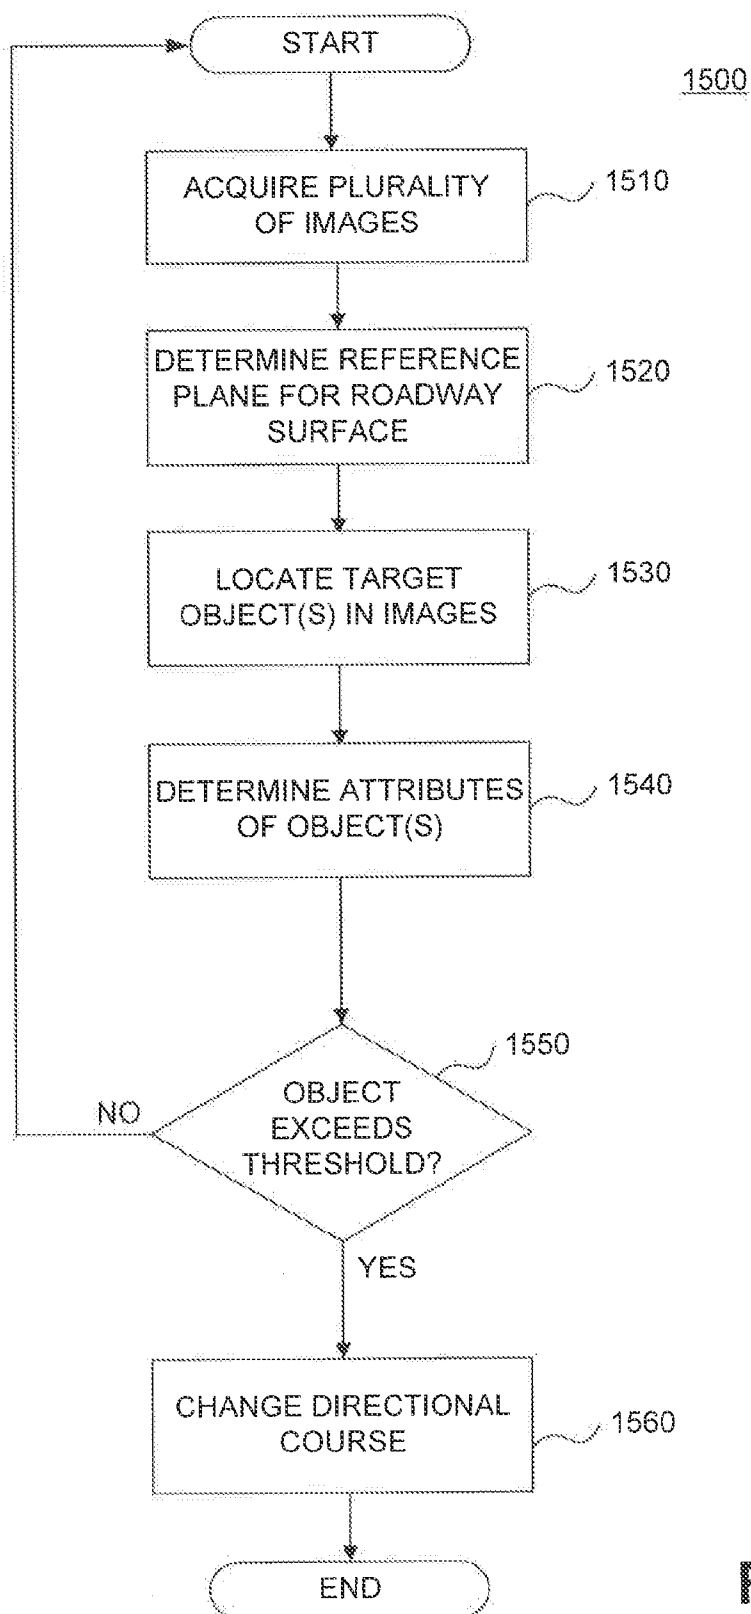 START
1500
ACQUIRE PLURALITY
OF IMAGES
1510
DETERMINE REFERENCE
PLANE FOR ROADWAY
SURFACE
1520
LOCATE TARGET
OBJECT(S) IN IMAGES
1530
DETERMINE ATTRIBUTES
OF OBJECT(S)
1540
OBJECT
EXCEEDS
THRESHOLD?
1550
NO
YES
CHANGE DIRECTIONAL
COURSE
1560
END